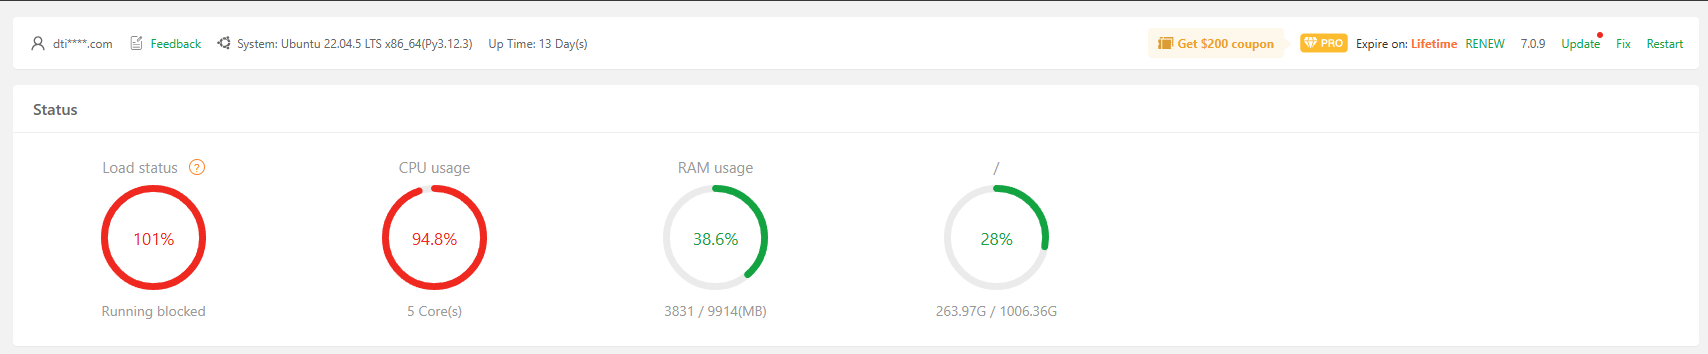 dti****.com Feedback System: Ubuntu 22.04.5 LTS x86_64(Py3.12.3) Up Time: 13 Day(s) Get $200 coupon PRO Expire on: Lifetime RENEW 7.0.9 Update Fix Restart
Status
Load status ? CPU usage RAM usage /
101% 94.8% 38.6% 28%
Running blocked 5 Core(s) 3831 / 9914(MB) 263.97G / 1006.36G